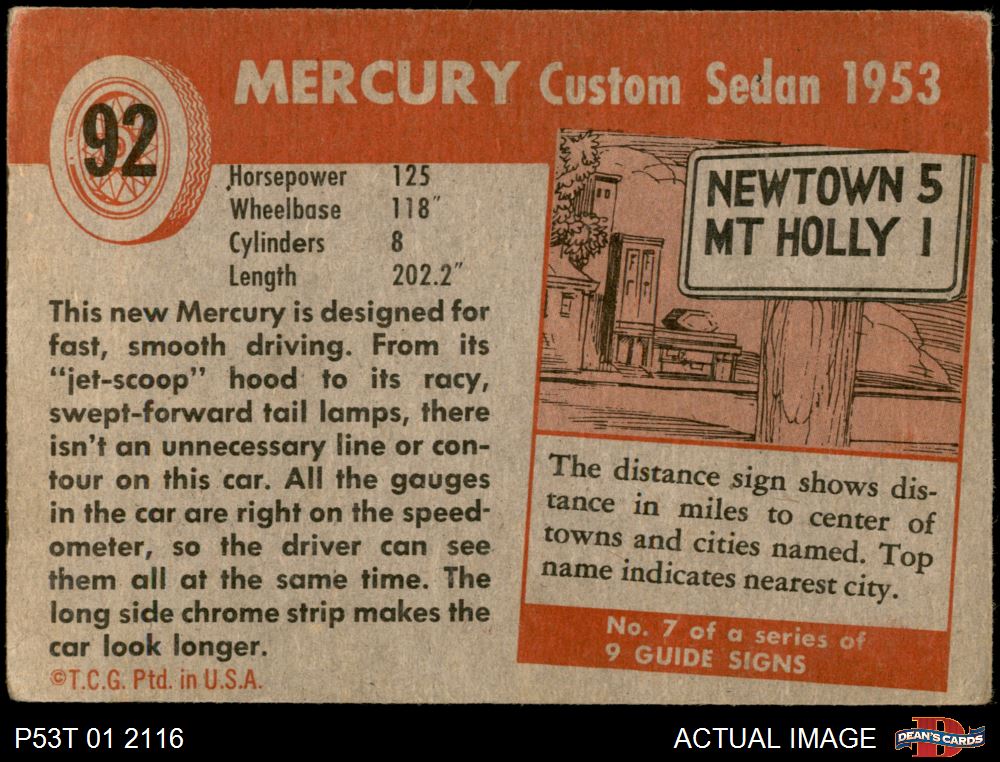 92
MERCURY Custom Sedan 1953
Horsepower 125
Wheelbase 118"
Cylinders 8
Length 202.2"
This new Mercury is designed for
fast, smooth driving. From its
"jet-scoop" hood to its racy,
swept-forward tail lamps, there
isn't an unnecessary line or con-
tour on this car. All the gauges
in the car are right on the speed-
ometer, so the driver can see
them all at the same time. The
long side chrome strip makes the
car look longer.
©T.C.G. Ptd. in U.S.A.
NEWTOWN 5
MT HOLLY 1
The distance sign shows dis-
tance in miles to center of
towns and cities named. Top
name indicates nearest city.
No. 7 of a series of
9 GUIDE SIGNS
P53T 01 2116
ACTUAL IMAGE
DEAN'S CARDS